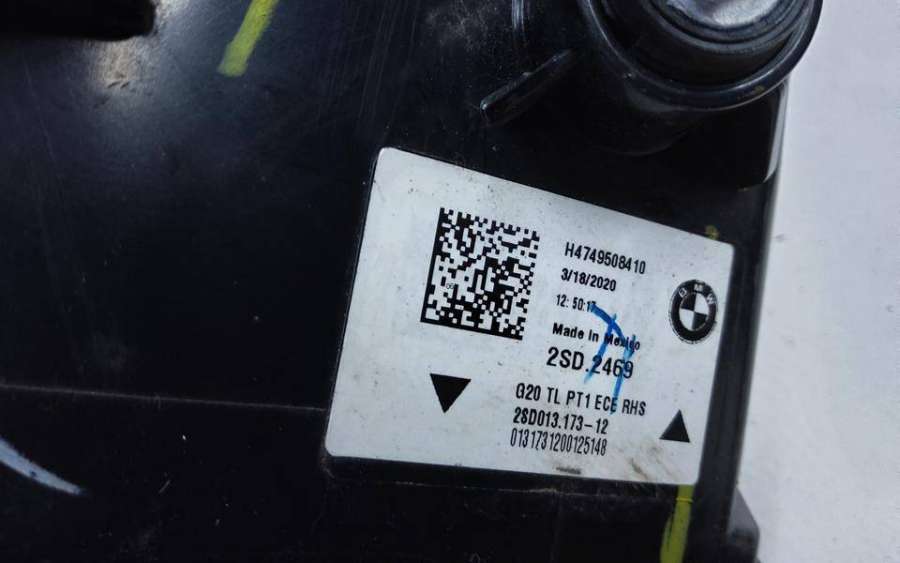 H4749508410
3/18/2020
12:50:17
Made in Mexico
2SD.2469
G20 TL PT1 ECE RHS
2SD013.173-12
0131731200125148
BMW